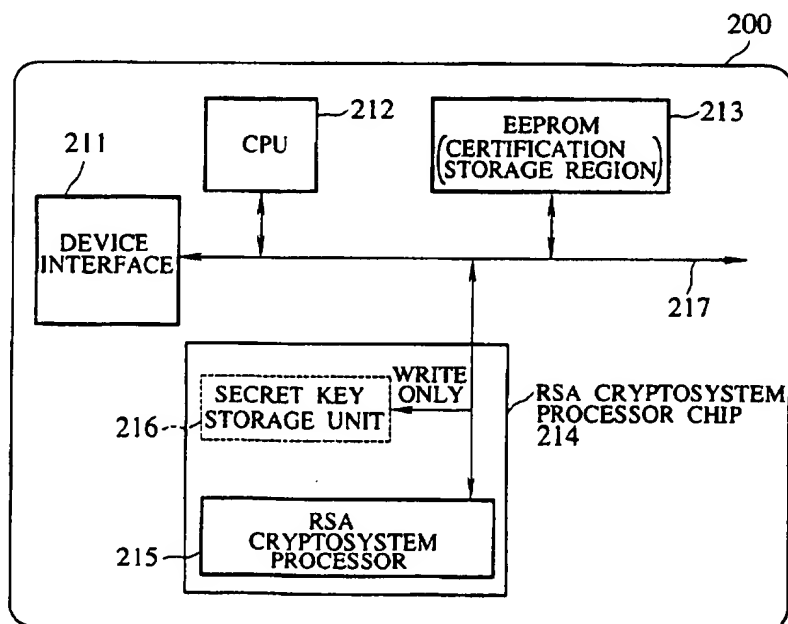 200
211
DEVICE
INTERFACE
212
CPU
213
EEPROM
(CERTIFICATION
STORAGE REGION)
217
216
SECRET KEY
STORAGE UNIT
WRITE
ONLY
RSA CRYPTOSYSTEM
PROCESSOR CHIP
214
215
RSA
CRYPTOSYSTEM
PROCESSOR